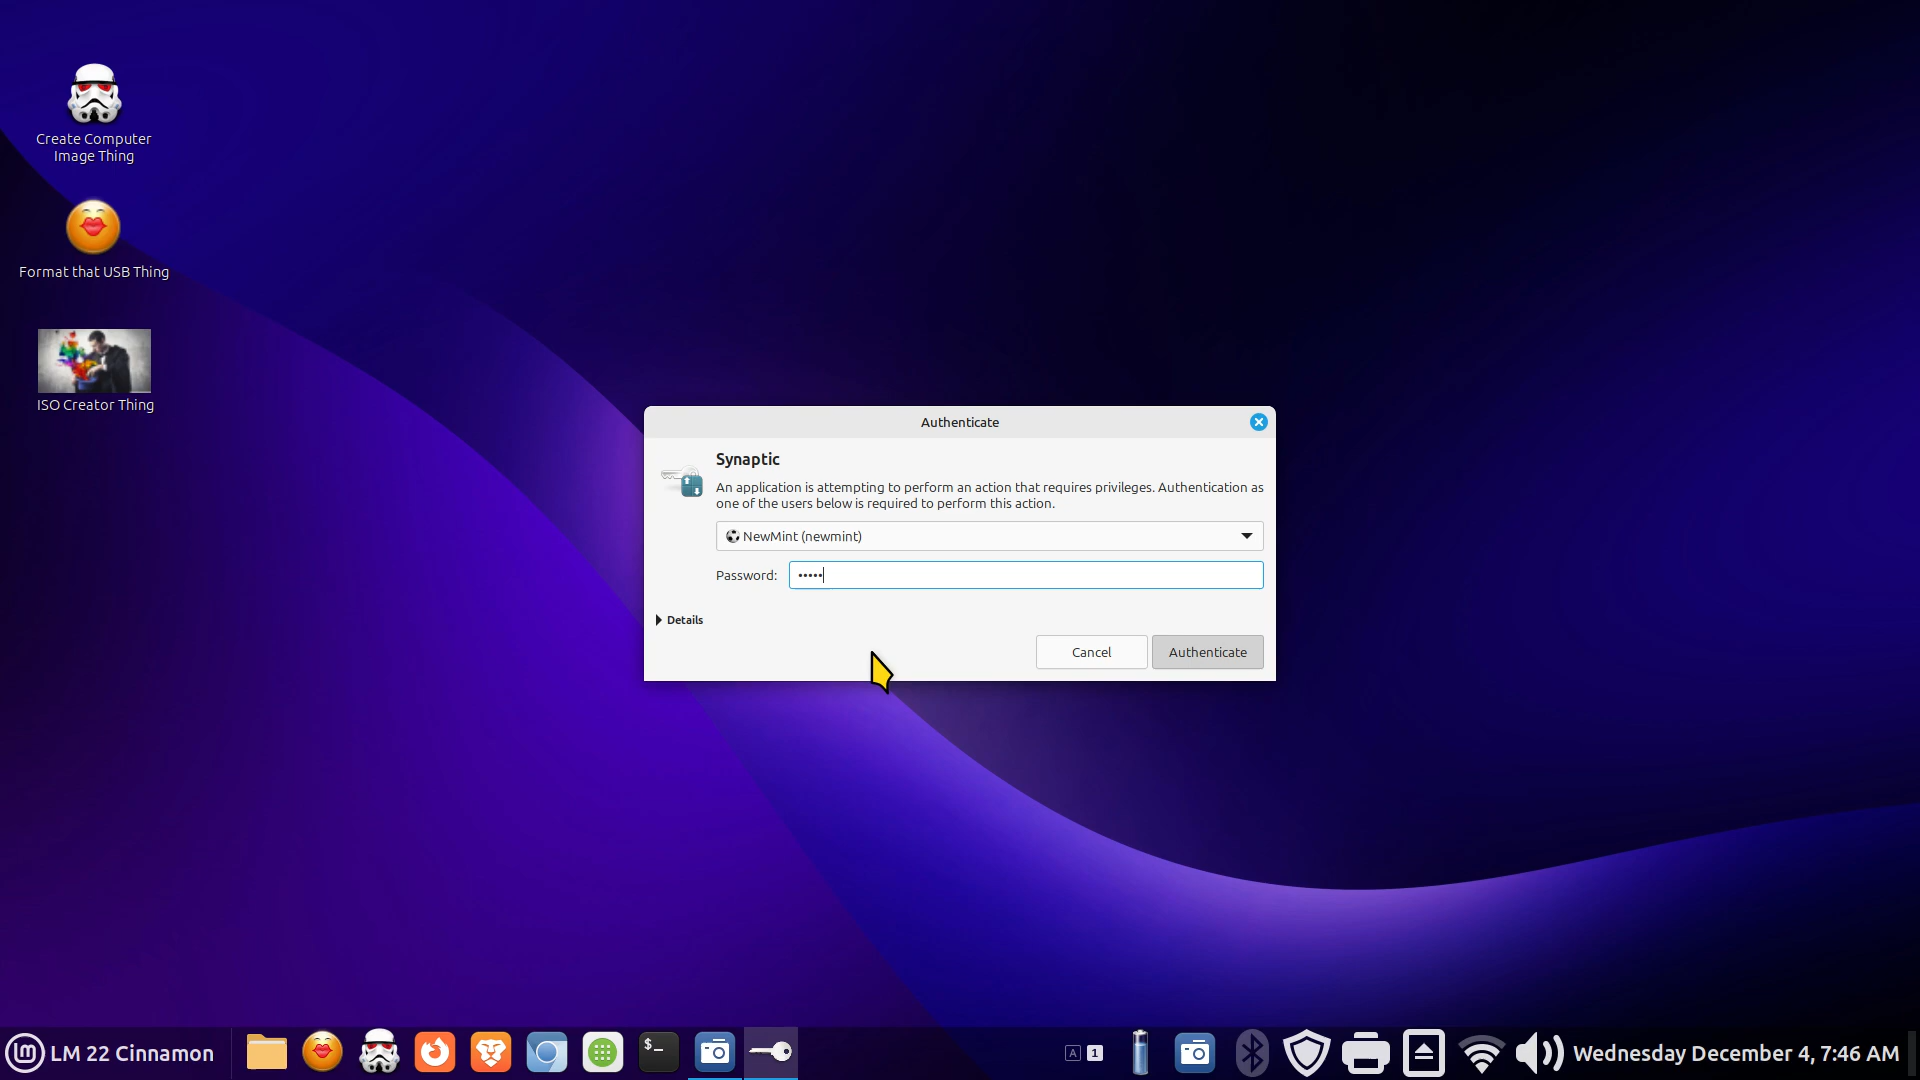 Create Computer
Image Thing
Format that USB Thing
ISO Creator Thing
Authenticate
Synaptic
An application is attempting to perform an action that requires privileges. Authentication as
one of the users below is required to perform this action.
NewMint (newmint)
Password: •••••
Details
Cancel
Authenticate
LM 22 Cinnamon
$_
A
1
Wednesday December 4, 7:46 AM